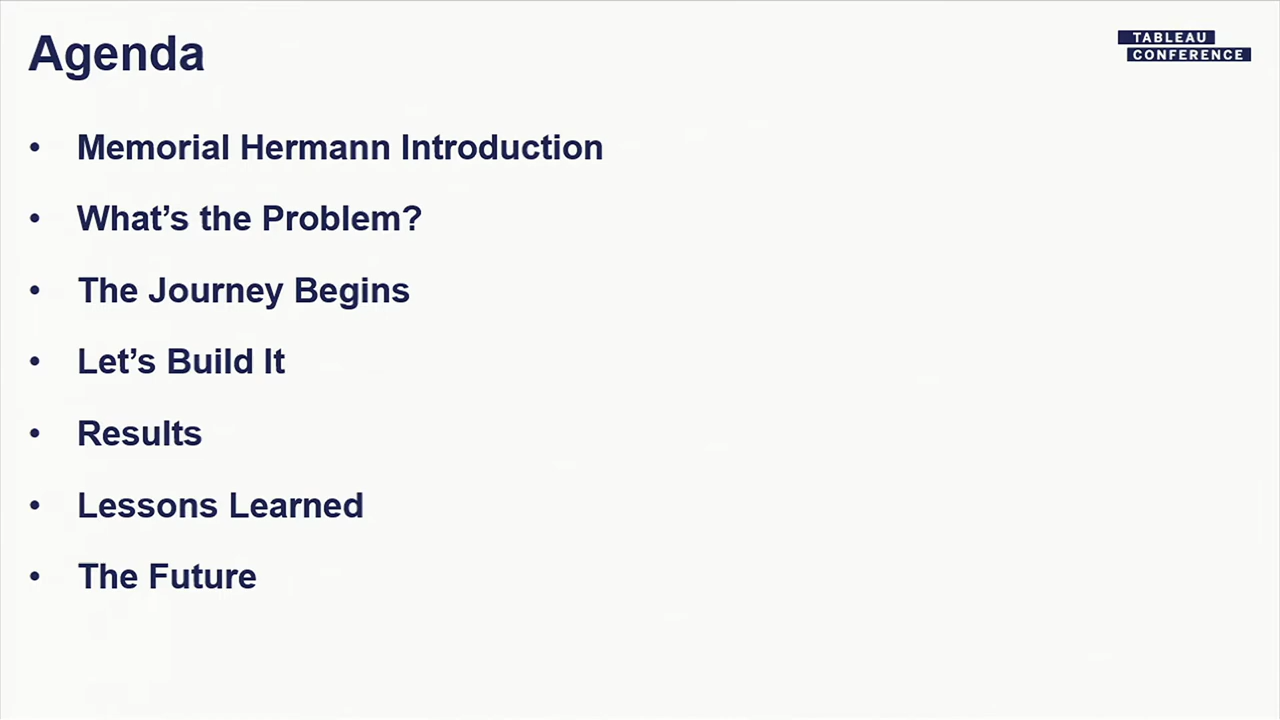 Agenda
TABLEAU
CONFERENCE
• Memorial Hermann Introduction
• What’s the Problem?
• The Journey Begins
• Let’s Build It
• Results
• Lessons Learned
• The Future